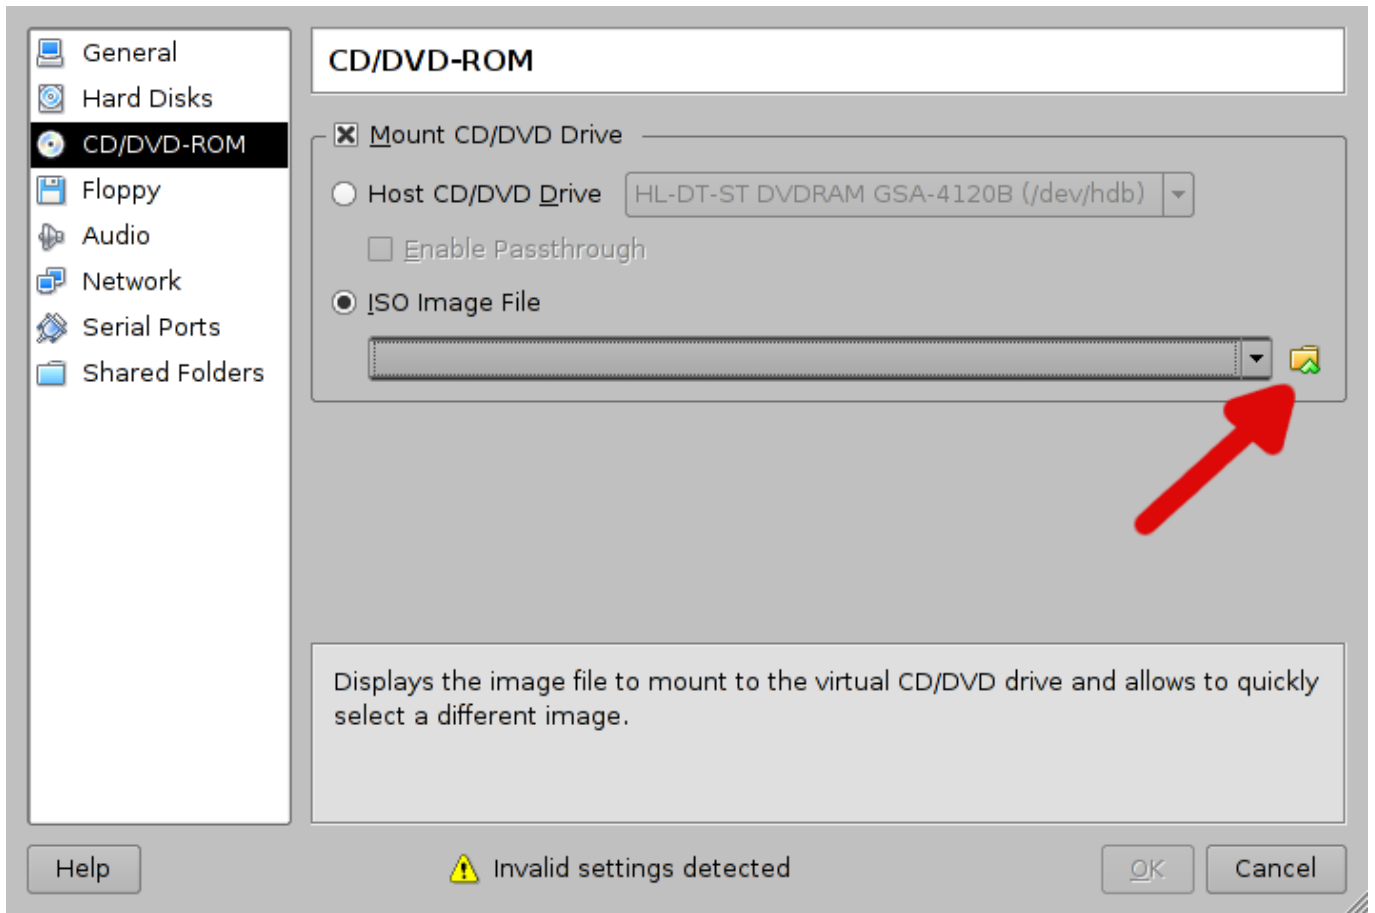 General
Hard Disks
CD/DVD-ROM
Floppy
Audio
Network
Serial Ports
Shared Folders
CD/DVD-ROM
Mount CD/DVD Drive
Host CD/DVD Drive HL-DT-ST DVDRAM GSA-4120B (/dev/hdb)
Enable Passthrough
ISO Image File
Displays the image file to mount to the virtual CD/DVD drive and allows to quickly
select a different image.
Help Invalid settings detected OK Cancel